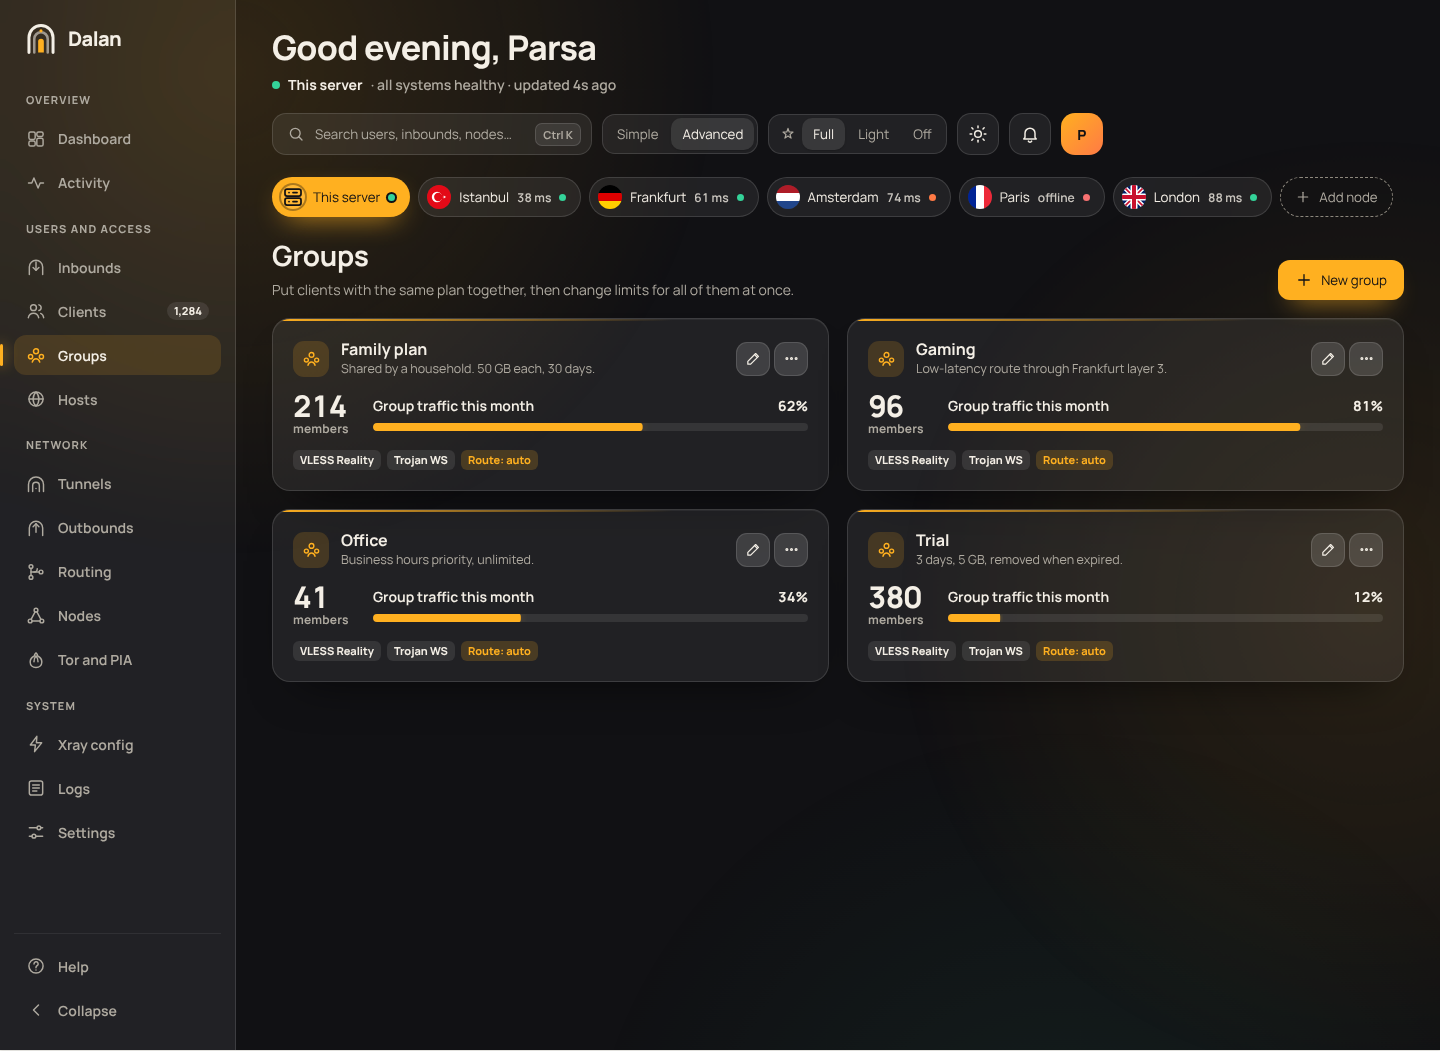 Dalan
OVERVIEW
Dashboard
Activity
USERS AND ACCESS
Inbounds
Clients 1,284
Groups
Hosts
NETWORK
Tunnels
Outbounds
Routing
Nodes
Tor and PIA
SYSTEM
Xray config
Logs
Settings
Help
Collapse
Good evening, Parsa
This server · all systems healthy · updated 4s ago
Search users, inbounds, nodes... Ctrl K Simple Advanced Full Light Off P
This server Istanbul 38 ms Frankfurt 61 ms Amsterdam 74 ms Paris offline London 88 ms Add node
Groups
Put clients with the same plan together, then change limits for all of them at once.
New group
Family plan
Shared by a household. 50 GB each, 30 days.
214 members
Group traffic this month 62%
VLESS Reality Trojan WS Route: auto
Gaming
Low-latency route through Frankfurt layer 3.
96 members
Group traffic this month 81%
VLESS Reality Trojan WS Route: auto
Office
Business hours priority, unlimited.
41 members
Group traffic this month 34%
VLESS Reality Trojan WS Route: auto
Trial
3 days, 5 GB, removed when expired.
380 members
Group traffic this month 12%
VLESS Reality Trojan WS Route: auto